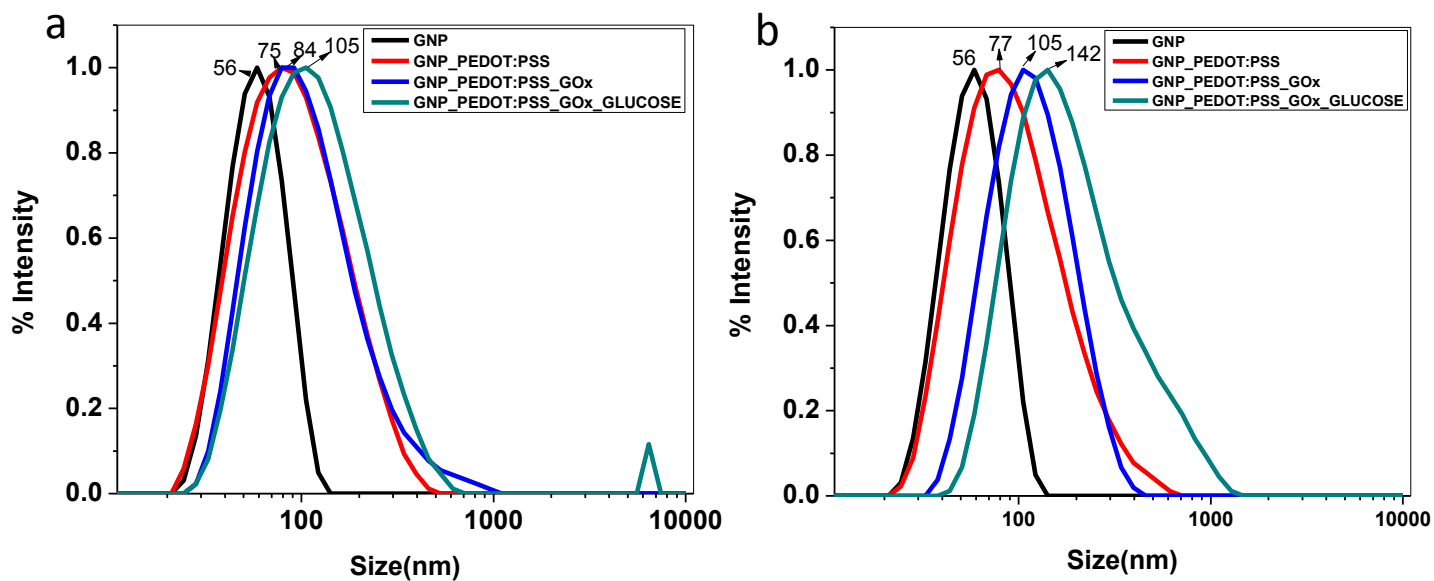 a
56
75
84
105
GNP
GNP_PEDOT:PSS
GNP_PEDOT:PSS_GOx
GNP_PEDOT:PSS_GOx_GLUCOSE
% Intensity
1.0
0.8
0.6
0.4
0.2
0.0
100
1000
10000
Size(nm)
b
56
77
105
142
GNP
GNP_PEDOT:PSS
GNP_PEDOT:PSS_GOx
GNP_PEDOT:PSS_GOx_GLUCOSE
% Intensity
1.0
0.8
0.6
0.4
0.2
0.0
100
1000
10000
Size(nm)